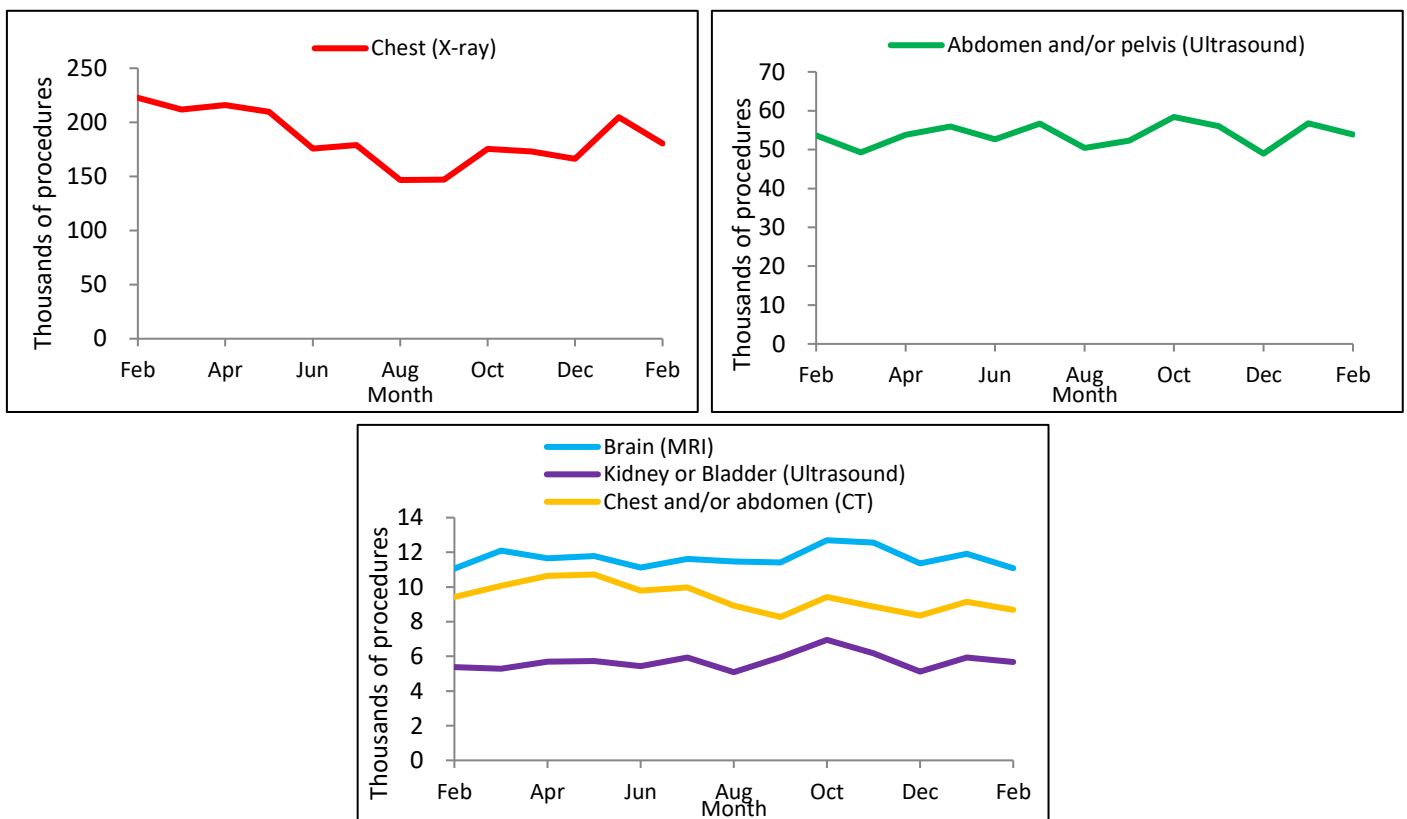 Chest (X-ray)
Thousands of procedures
250
200
150
100
50
0
Feb Apr Jun Aug Oct Dec Feb
Month
Abdomen and/or pelvis (Ultrasound)
Thousands of procedures
70
60
50
40
30
20
10
0
Feb Apr Jun Aug Oct Dec Feb
Month
Brain (MRI)
Kidney or Bladder (Ultrasound)
Chest and/or abdomen (CT)
Thousands of procedures
14
12
10
8
6
4
2
0
Feb Apr Jun Aug Oct Dec Feb
Month